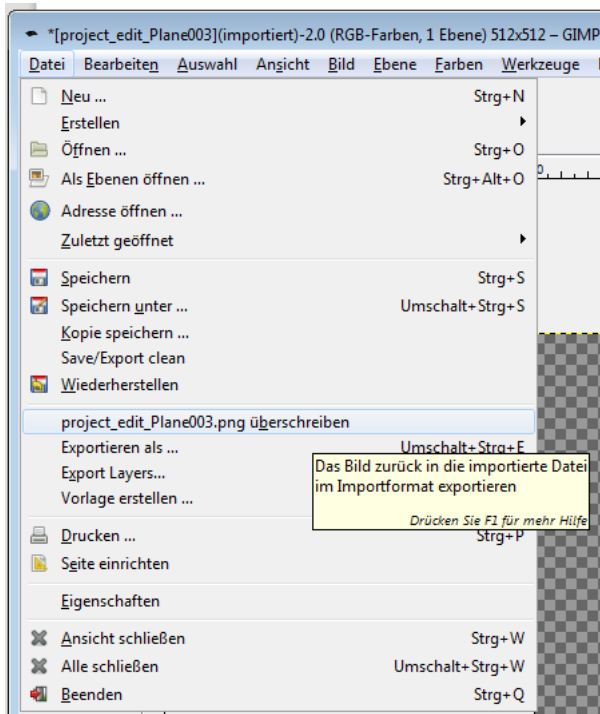 *[project_edit_Plane003](importiert)-2.0 (RGB-Farben, 1 Ebene) 512x512 – GIMP
Datei Bearbeiten Auswahl Ansicht Bild Ebene Farben Werkzeuge
Neu ... Strg+N
Erstellen
Öffnen ... Strg+O
Als Ebenen öffnen ... Strg+Alt+O
Adresse öffnen ...
Zuletzt geöffnet
Speichern Strg+S
Speichern unter ... Umschalt+Strg+S
Kopie speichern ...
Save/Export clean
Wiederherstellen
project_edit_Plane003.png überschreiben
Exportieren als ... Umschalt+Strg+E
Export Layers...
Vorlage erstellen ...
Das Bild zurück in die importierte Datei
im Importformat exportieren
Drücken Sie F1 für mehr Hilfe
Drucken ... Strg+P
Seite einrichten
Eigenschaften
Ansicht schließen Strg+W
Alle schließen Umschalt+Strg+W
Beenden Strg+Q